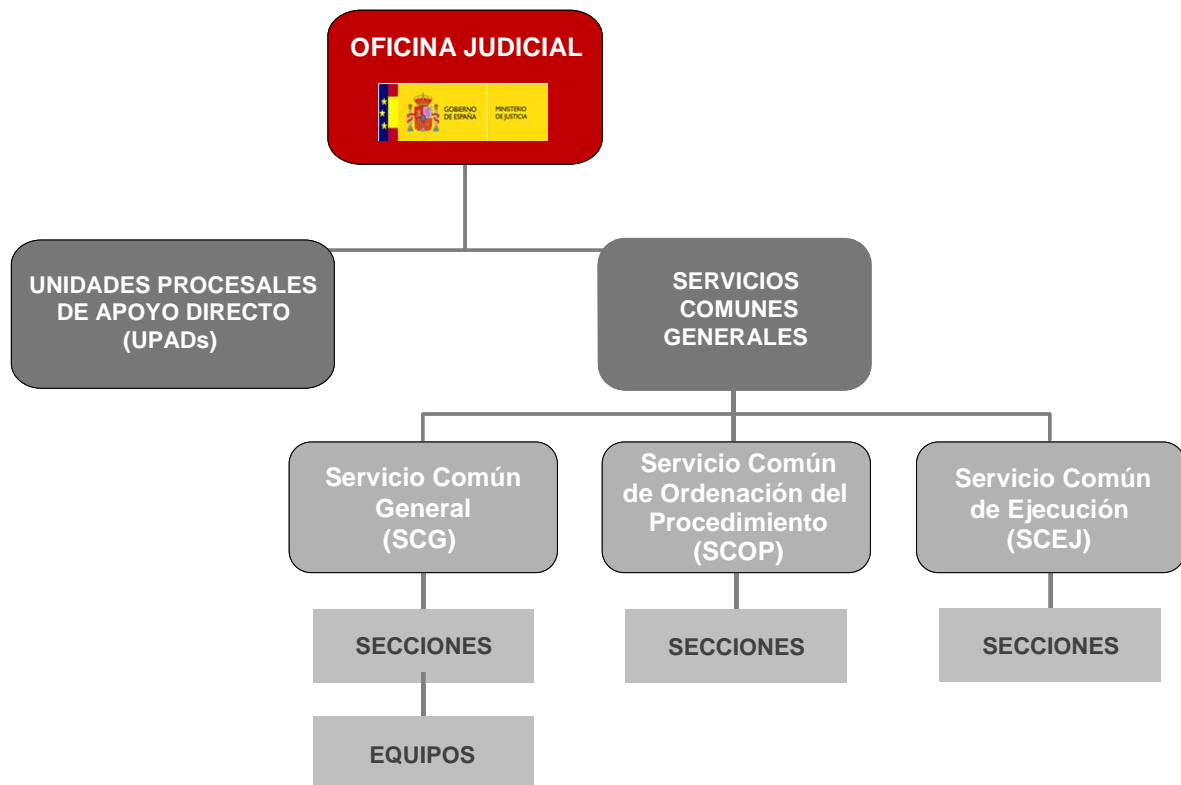 OFICINA JUDICIAL
GOBIERNO
DE ESPAÑA
MINISTERIO
DE JUSTICIA
UNIDADES PROCESALES
DE APOYO DIRECTO
(UPADs)
SERVICIOS
COMUNES
GENERALES
Servicio Común
General
(SCG)
Servicio Común
de Ordenación del
Procedimiento
(SCOP)
Servicio Común
de Ejecución
(SCEJ)
SECCIONES
SECCIONES
SECCIONES
EQUIPOS